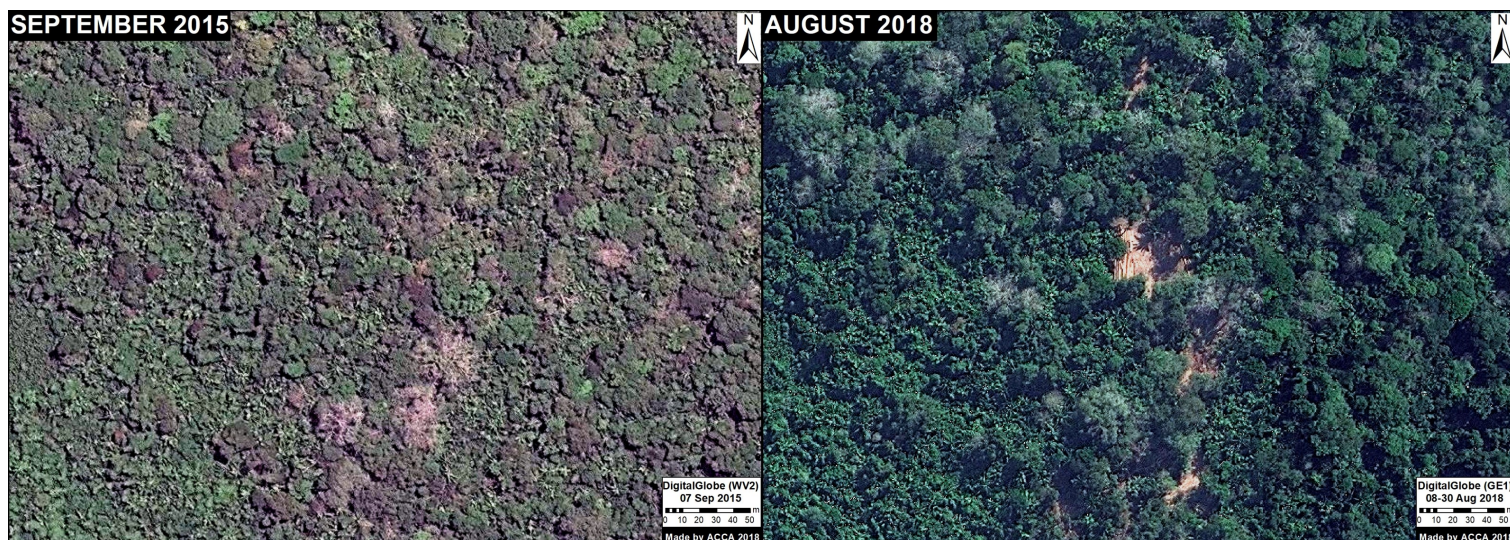 SEPTEMBER 2015
N
DigitalGlobe (WV2)
07 Sep 2015
0 10 20 30 40 50 m
Made by ACCA 2018
AUGUST 2018
N
DigitalGlobe (GE1)
08-30 Aug 2018
0 10 20 30 40 50 m
Made by ACCA 2018